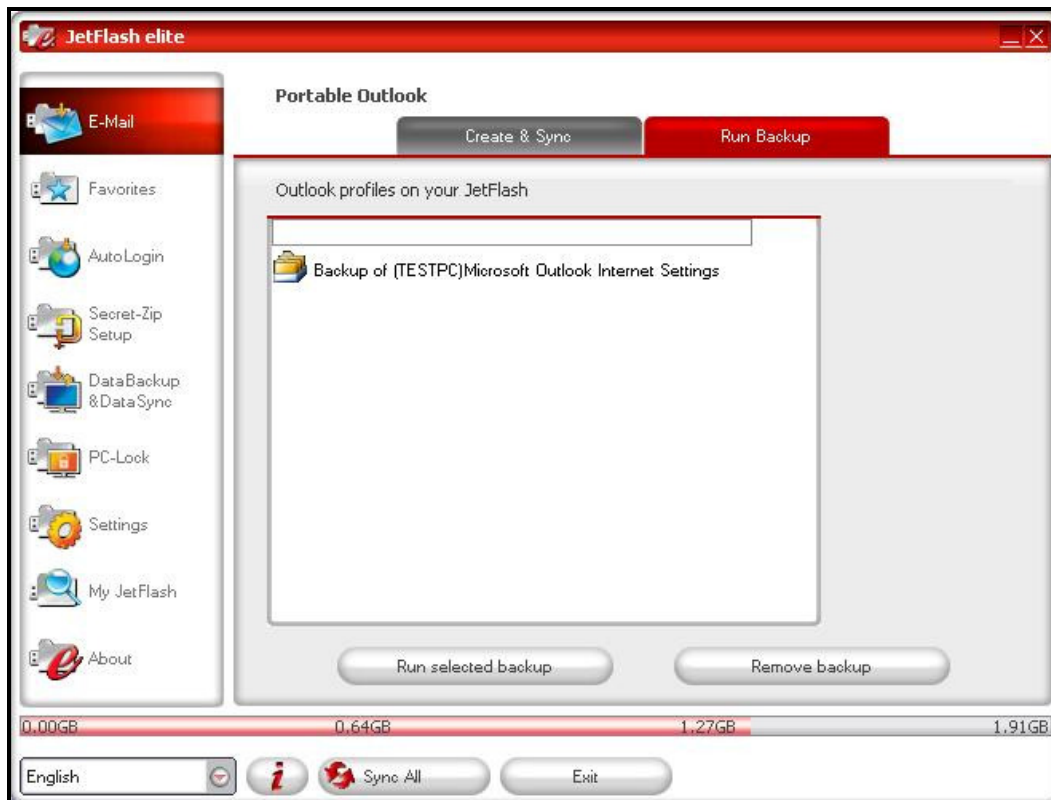 JetFlash elite
E-Mail
Favorites
AutoLogin
Secret-Zip
Setup
DataBackup
&DataSync
PC-Lock
Settings
My JetFlash
About
Portable Outlook
Create & Sync
Run Backup
Outlook profiles on your JetFlash
Backup of (TESTPC)Microsoft Outlook Internet Settings
Run selected backup
Remove backup
0.00GB
0.64GB
1.27GB
1.91GB
English
i
Sync All
Exit